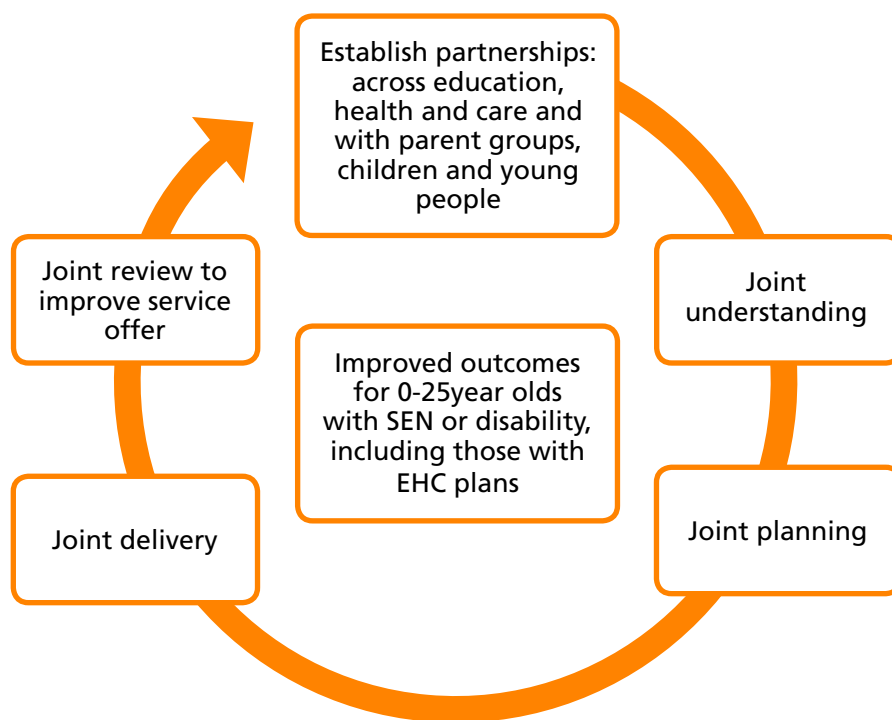 Establish partnerships:
across education,
health and care and
with parent groups,
children and young
people
Joint
understanding
Joint planning
Joint delivery
Joint review to
improve service
offer
Improved outcomes
for 0-25year olds
with SEN or disability,
including those with
EHC plans